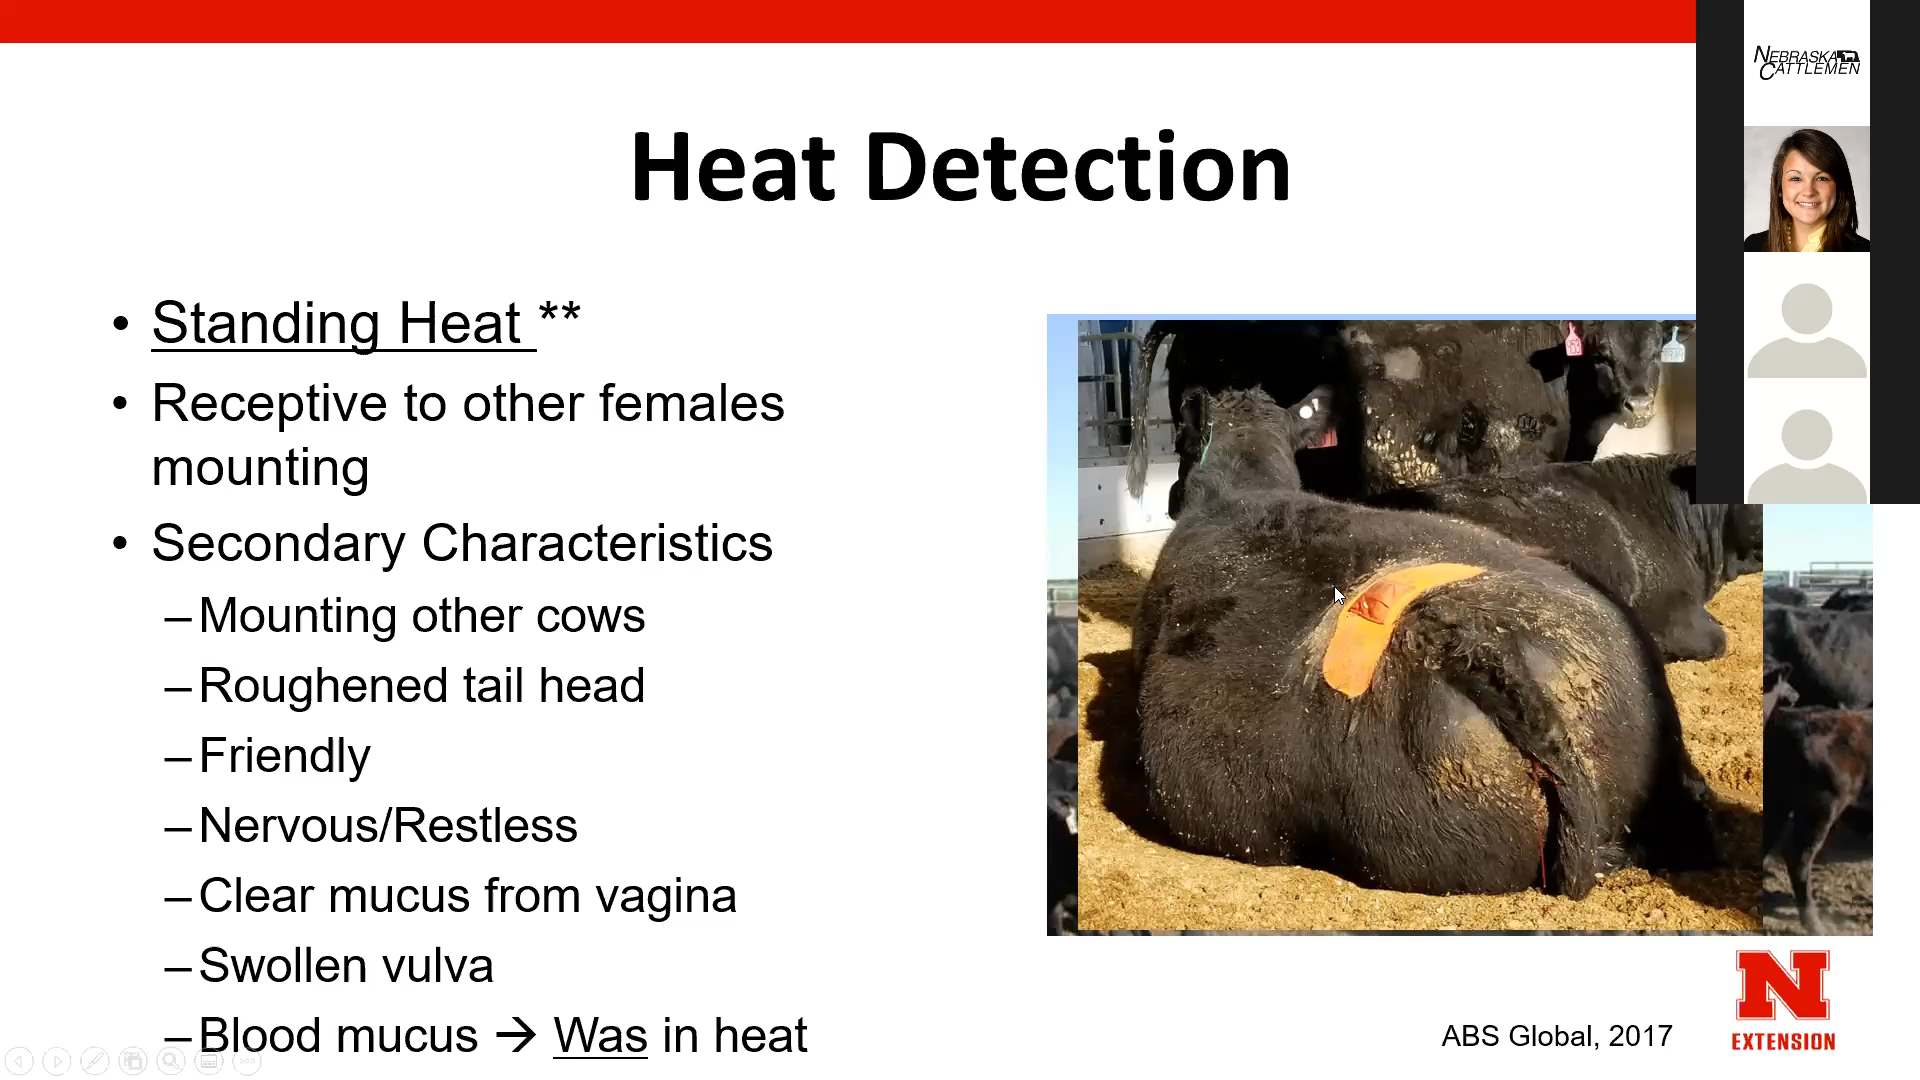 NEBRASKA
CATTLEMEN
Heat Detection
• Standing Heat **
• Receptive to other females
mounting
• Secondary Characteristics
–Mounting other cows
–Roughened tail head
–Friendly
–Nervous/Restless
–Clear mucus from vagina
–Swollen vulva
–Blood mucus → Was in heat
ABS Global, 2017
N
EXTENSION